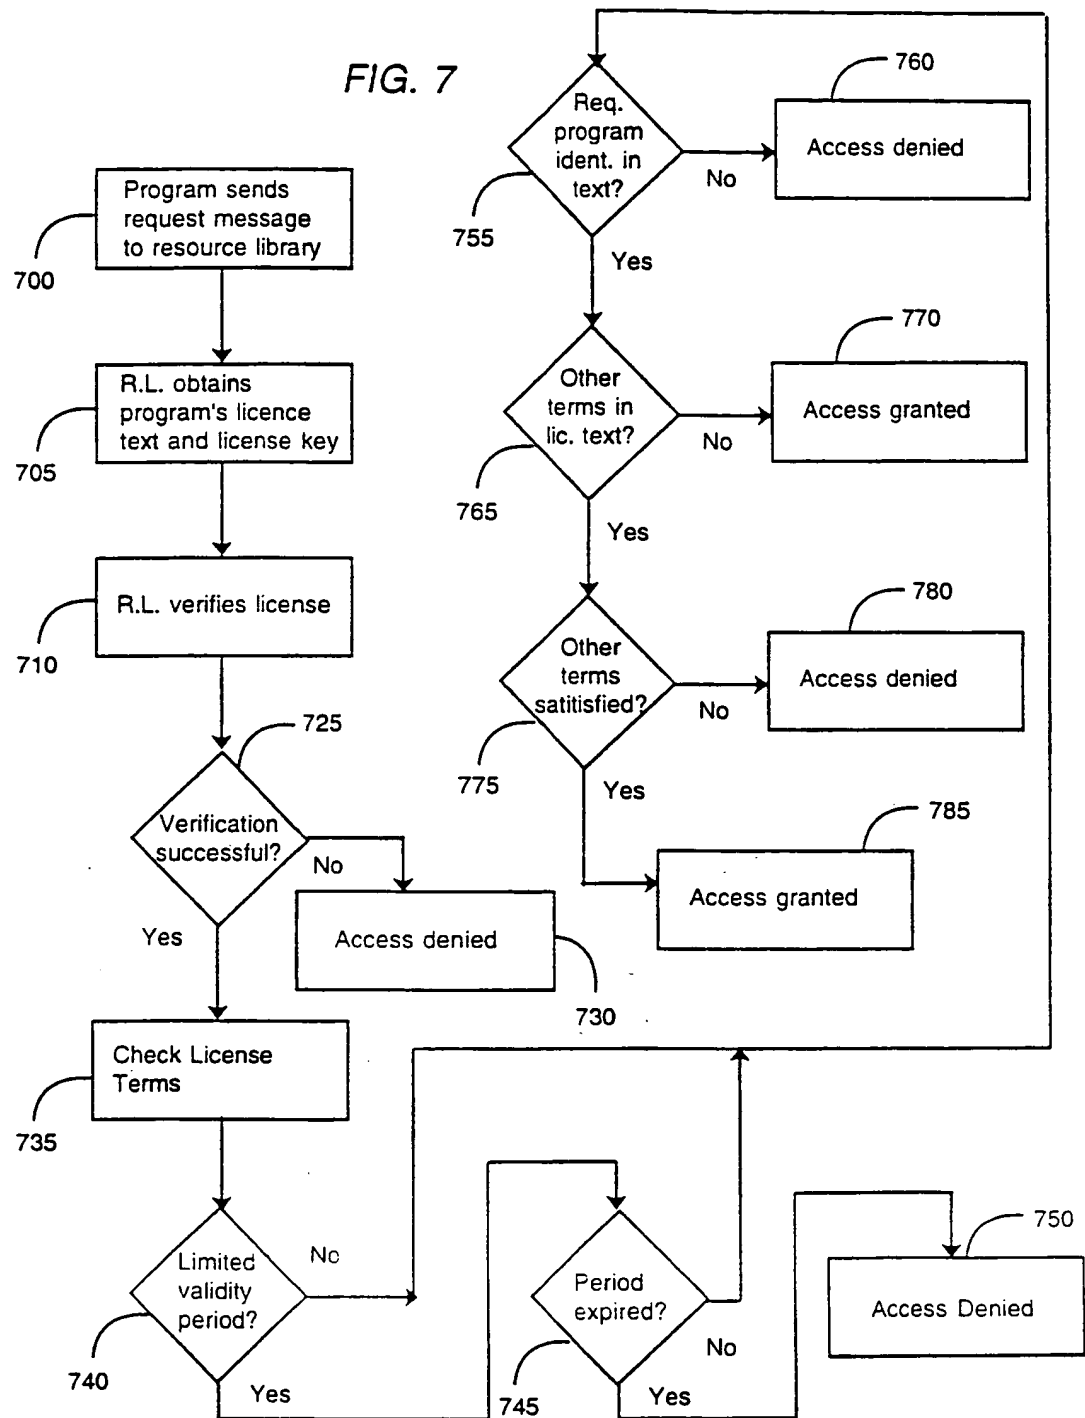 FIG. 7
Program sends
request message
to resource library
700
R.L. obtains
program's licence
text and license key
705
R.L. verifies license
710
725
Verification
successful?
No
Yes
Access denied
730
Check License
Terms
735
Limited
validity
period?
No
740
Yes
Period
expired?
No
745
Yes
750
Access Denied
Req.
program
ident. in
text?
755
No
760
Access denied
Yes
Other
terms in
lic. text?
765
No
770
Access granted
Yes
Other
terms
satitisfied?
775
No
780
Access denied
Yes
785
Access granted